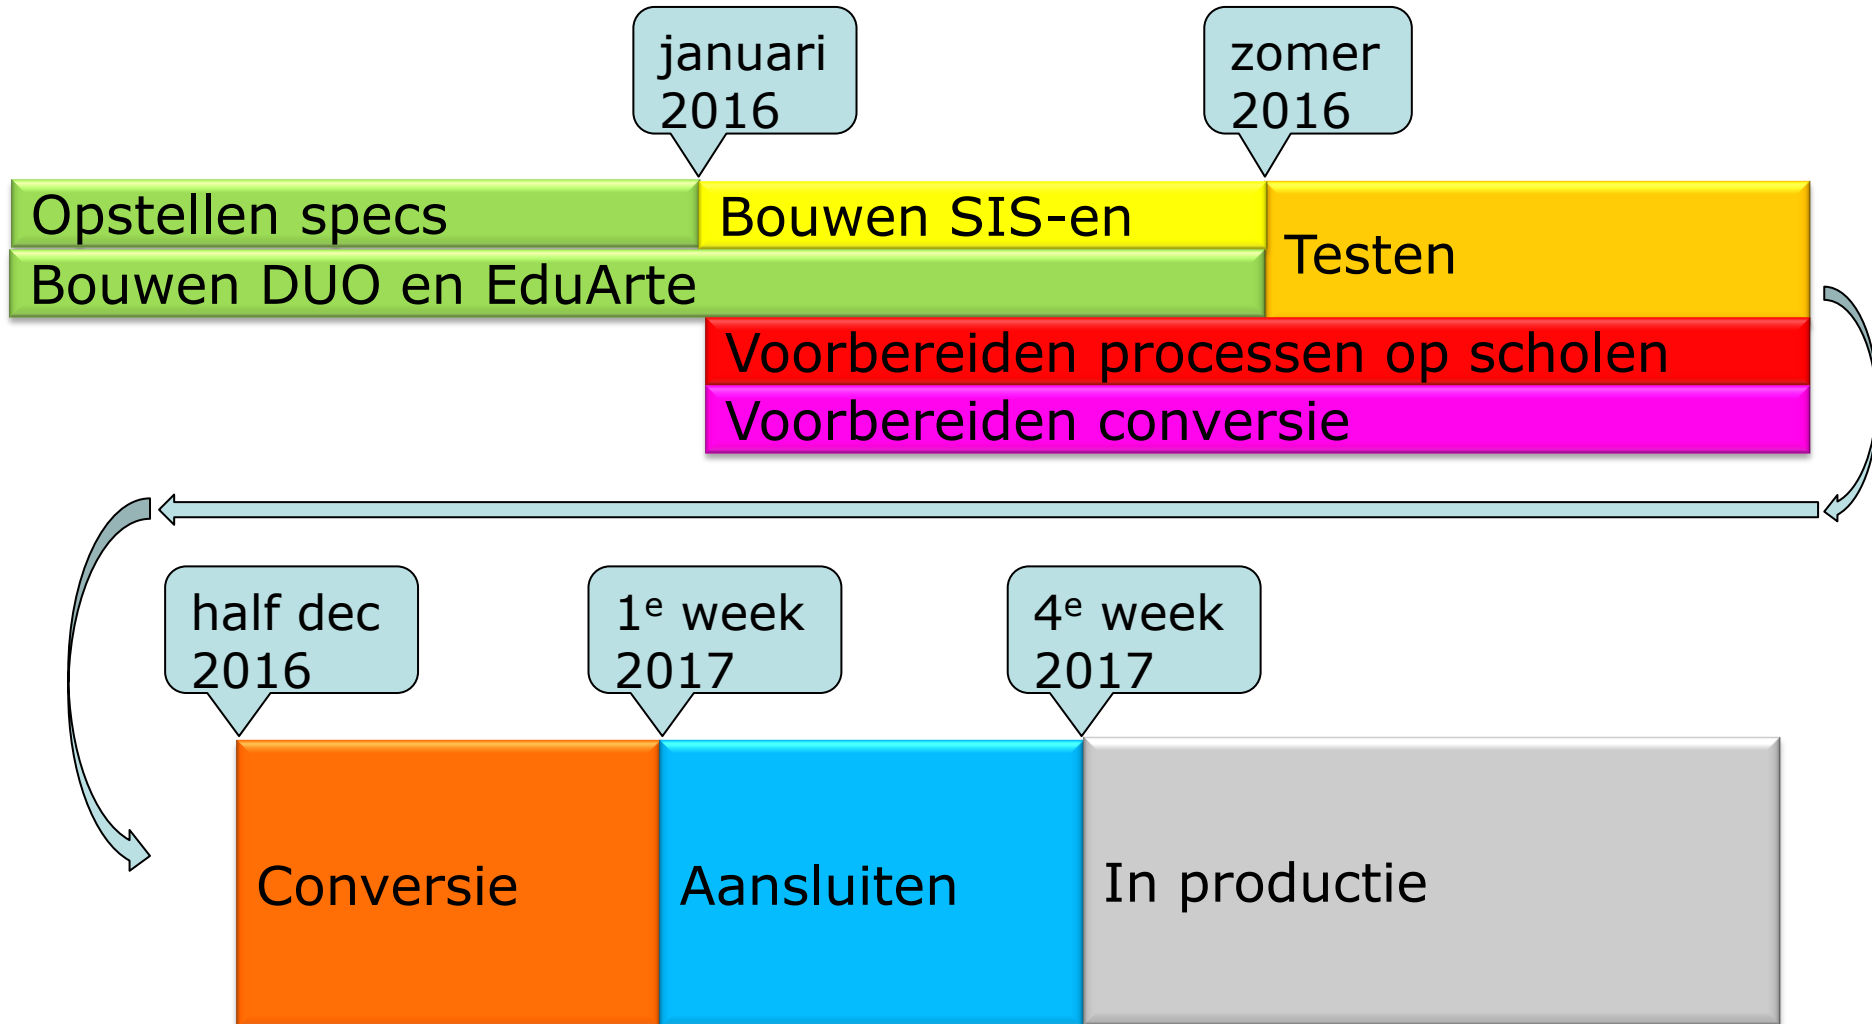 januari
2016
zomer
2016
Opstellen specs
Bouwen SIS-en
Testen
Bouwen DUO en EduArte
Voorbereiden processen op scholen
Voorbereiden conversie
half dec
2016
1e week
2017
4e week
2017
Conversie
Aansluiten
In productie